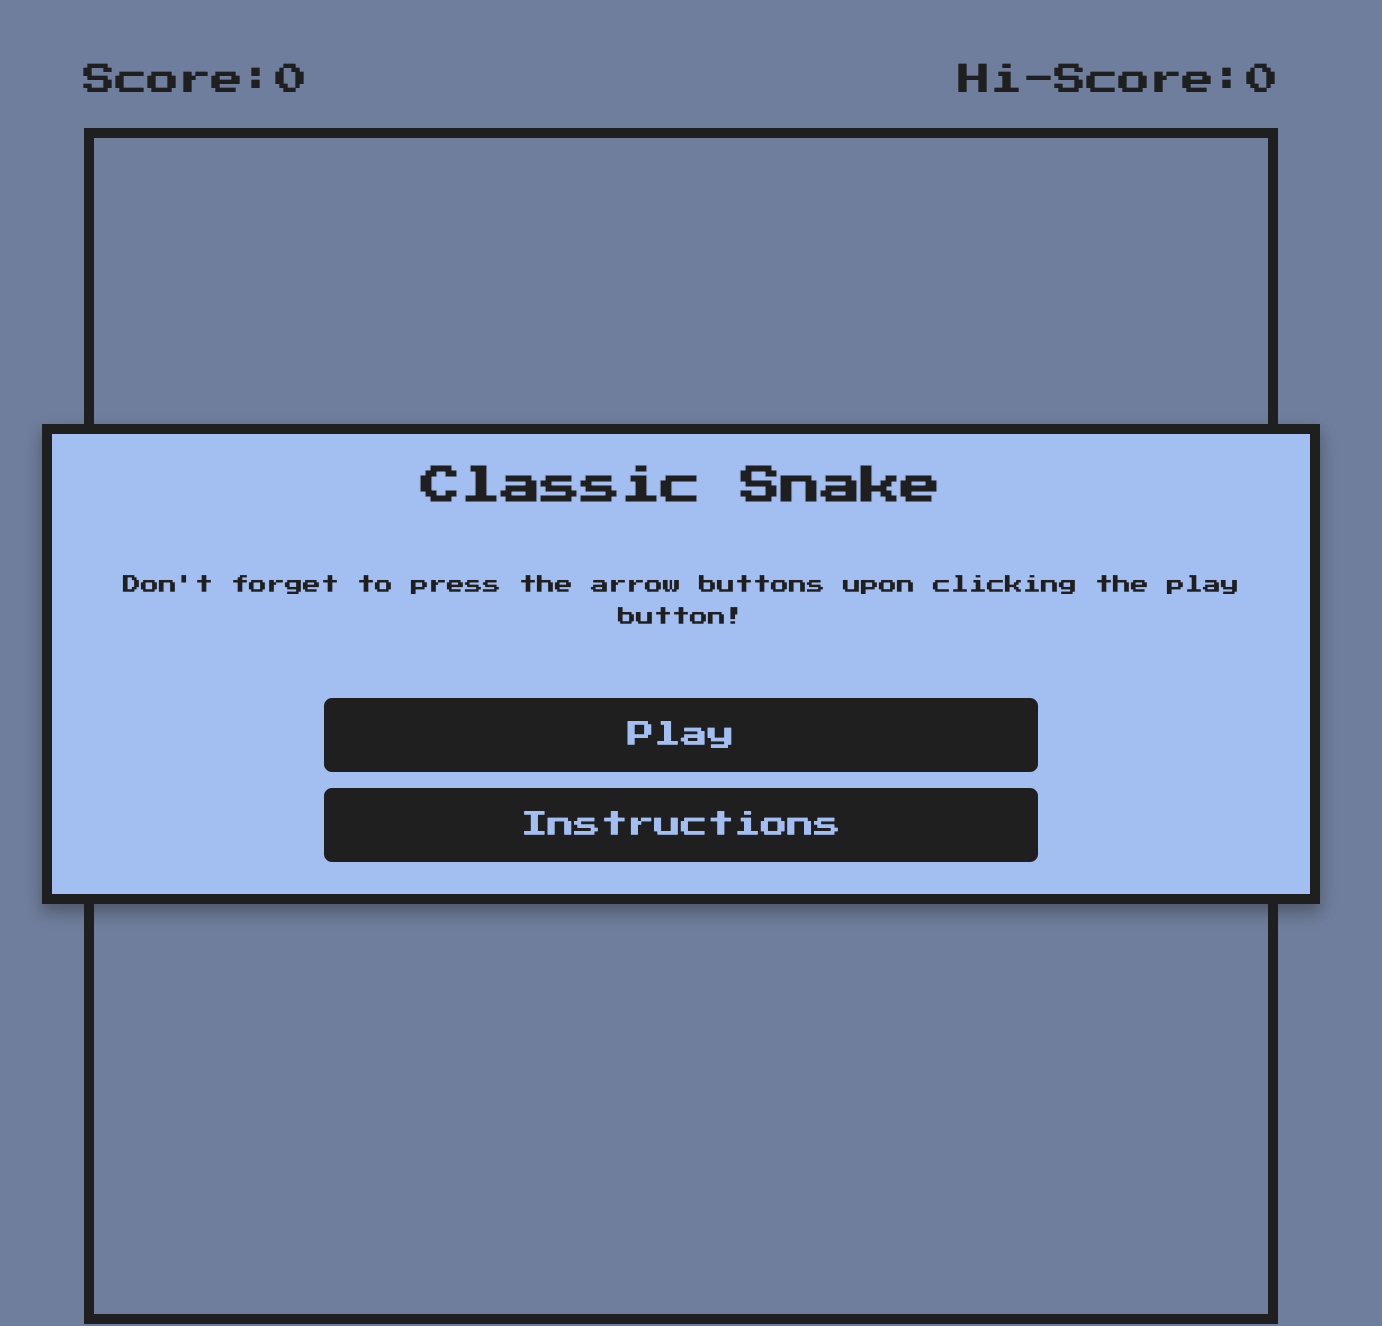 Score:0
Hi-Score:0
Classic Snake
Don't forget to press the arrow buttons upon clicking the play
button!
Play
Instructions